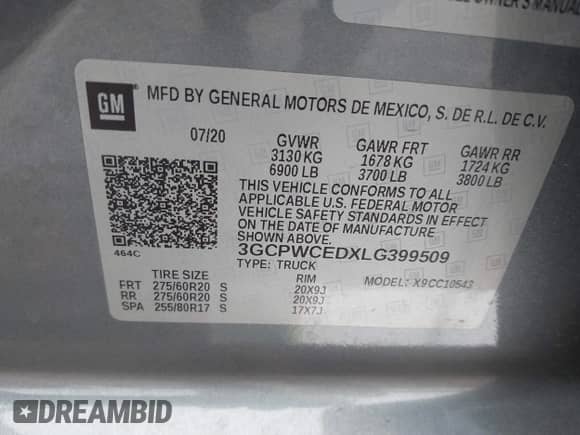 OWNER'S MANUAL
GM MFD BY GENERAL MOTORS DE MEXICO, S. DE R.L. DE C.V.
07/20 GVWR GAWR FRT GAWR RR
3130 KG 1678 KG 1724 KG
6900 LB 3700 LB 3800 LB
THIS VEHICLE CONFORMS TO ALL
APPLICABLE U.S. FEDERAL MOTOR
VEHICLE SAFETY STANDARDS IN EFFECT
ON THE DATE OF MANUFACTURE
SHOWN ABOVE.
464C 3GCPWCEDXLG399509
TYPE: TRUCK
TIRE SIZE RIM MODEL: X9CC10543
FRT 275/60R20 S 20X9J
RR 275/60R20 S 20X9J
SPA 255/80R17 S 17X7J
DREAMBID